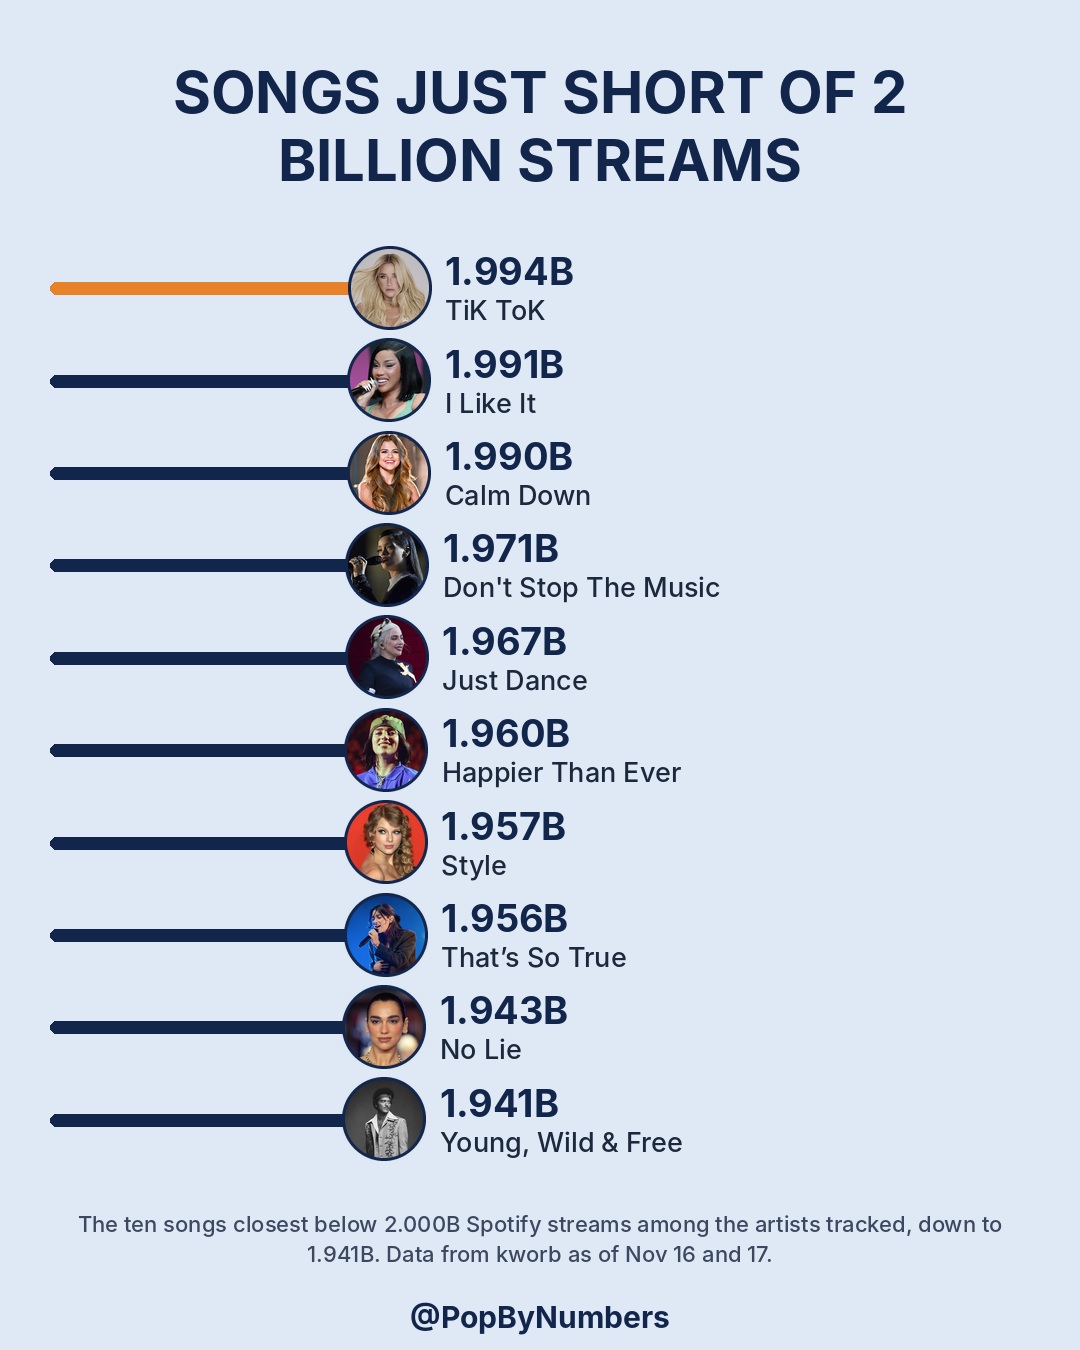 SONGS JUST SHORT OF 2
BILLION STREAMS
1.994B
TiK ToK
1.991B
I Like It
1.990B
Calm Down
1.971B
Don't Stop The Music
1.967B
Just Dance
1.960B
Happier Than Ever
1.957B
Style
1.956B
That’s So True
1.943B
No Lie
1.941B
Young, Wild & Free
The ten songs closest below 2.000B Spotify streams among the artists tracked, down to
1.941B. Data from kworb as of Nov 16 and 17.
@PopByNumbers